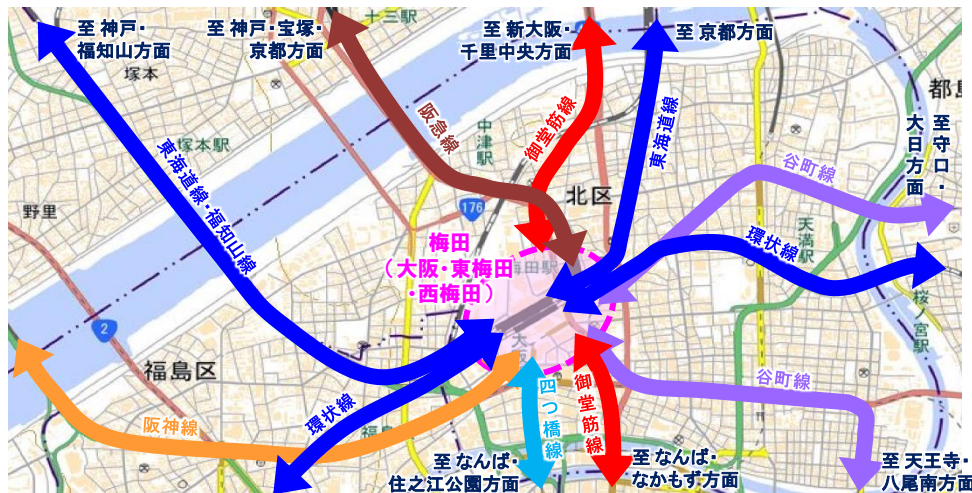 至 神戸・
福知山方面
至 神戸・宝塚・
京都方面
十三駅
至 新大阪・
千里中央方面
至 京都方面
塚本
都島
至守口・
大日方面
阪急線
中津駅
御堂筋線
東海道線
塚本駅
谷町線
東海道線・福知山線
野里
176
北区
天満駅
環状線
梅田
(大阪・東梅田
・西梅田)
梅田駅
桜ノ宮駅
2
大阪
福島区
四つ橋線
御堂筋線
谷町線
環状線
阪神線
福島
至 なんば・
住之江公園方面
至 なんば・
なかもず方面
至 天王寺・
八尾南方面